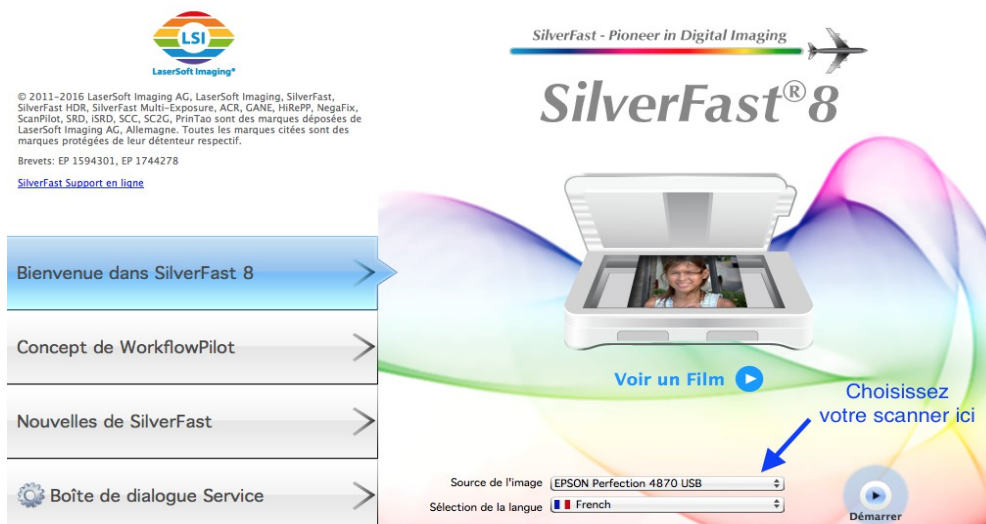 LSI
LaserSoft Imaging®
© 2011-2016 LaserSoft Imaging AG, LaserSoft Imaging, SilverFast,
SilverFast HDR, SilverFast Multi-Exposure, ACR, GANE, HiRePP, NegaFix,
ScanPilot, SRD, iSRD, SCC, SC2G, PrinTao sont des marques déposées de
LaserSoft Imaging AG, Allemagne. Toutes les marques citées sont des
marques protégées de leur détenteur respectif.
Brevets: EP 1594301, EP 1744278
SilverFast Support en ligne
Bienvenue dans SilverFast 8
Concept de WorkflowPilot
Nouvelles de SilverFast
Boîte de dialogue Service
SilverFast - Pioneer in Digital Imaging
SilverFast®8
Voir un Film
Choisissez
votre scanner ici
Source de l'image EPSON Perfection 4870 USB
Sélection de la langue French
Démarrer